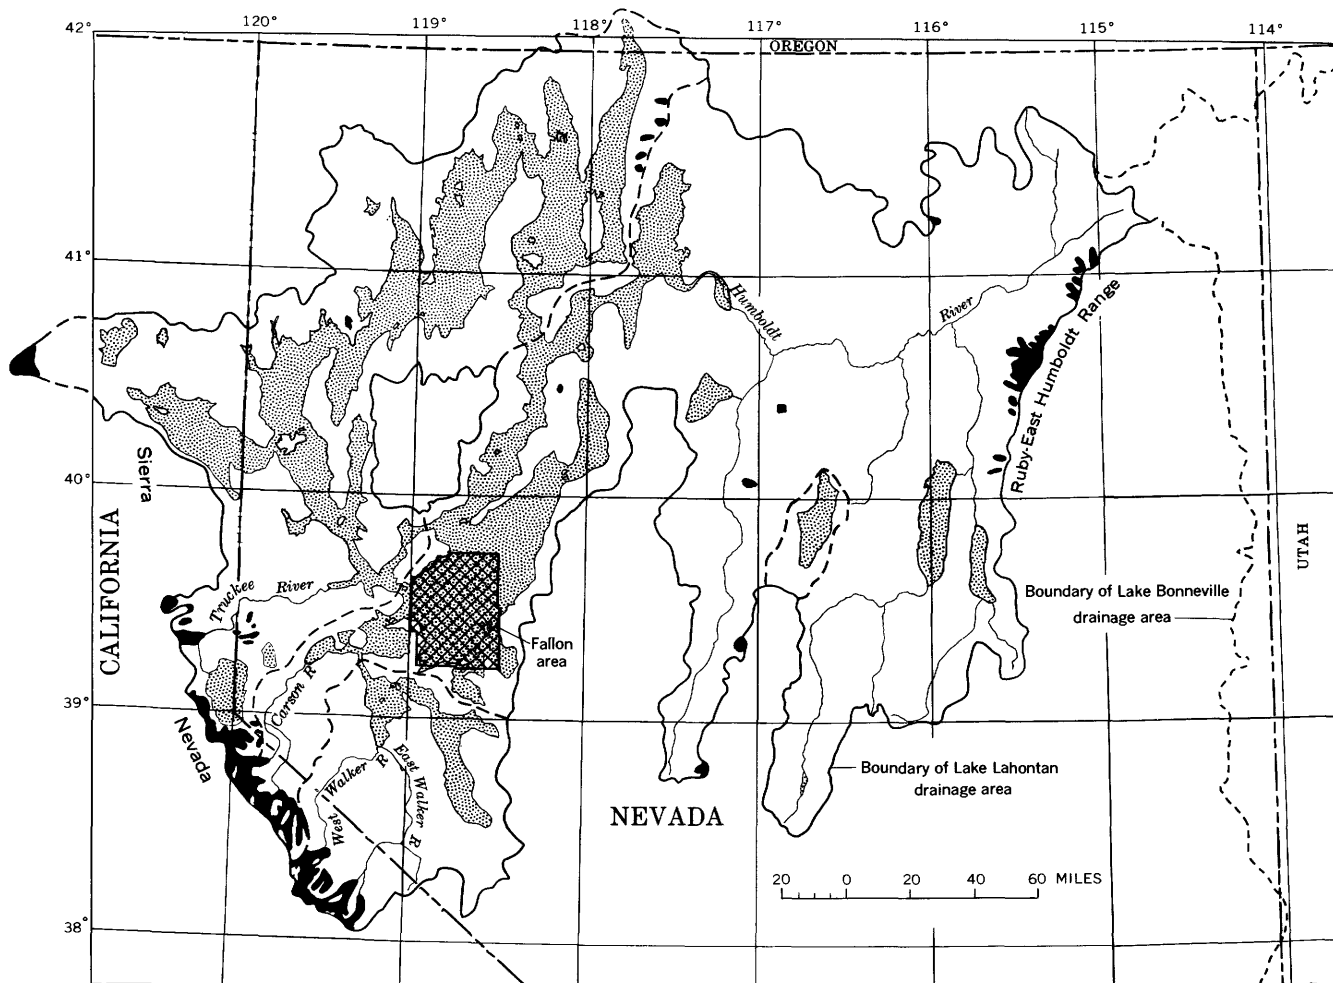 120° 119° 118° 117° 116° 115° 114°
42°
OREGON
41°
Humboldt
River
Ruby-East Humboldt Range
Sierra
40°
CALIFORNIA
UTAH
Truckee River
Boundary of Lake Bonneville
drainage area
Fallon
area
Carson R
39°
Nevada
West Walker R
East Walker R
Boundary of Lake Lahontan
drainage area
NEVADA
20 0 20 40 60 MILES
38°